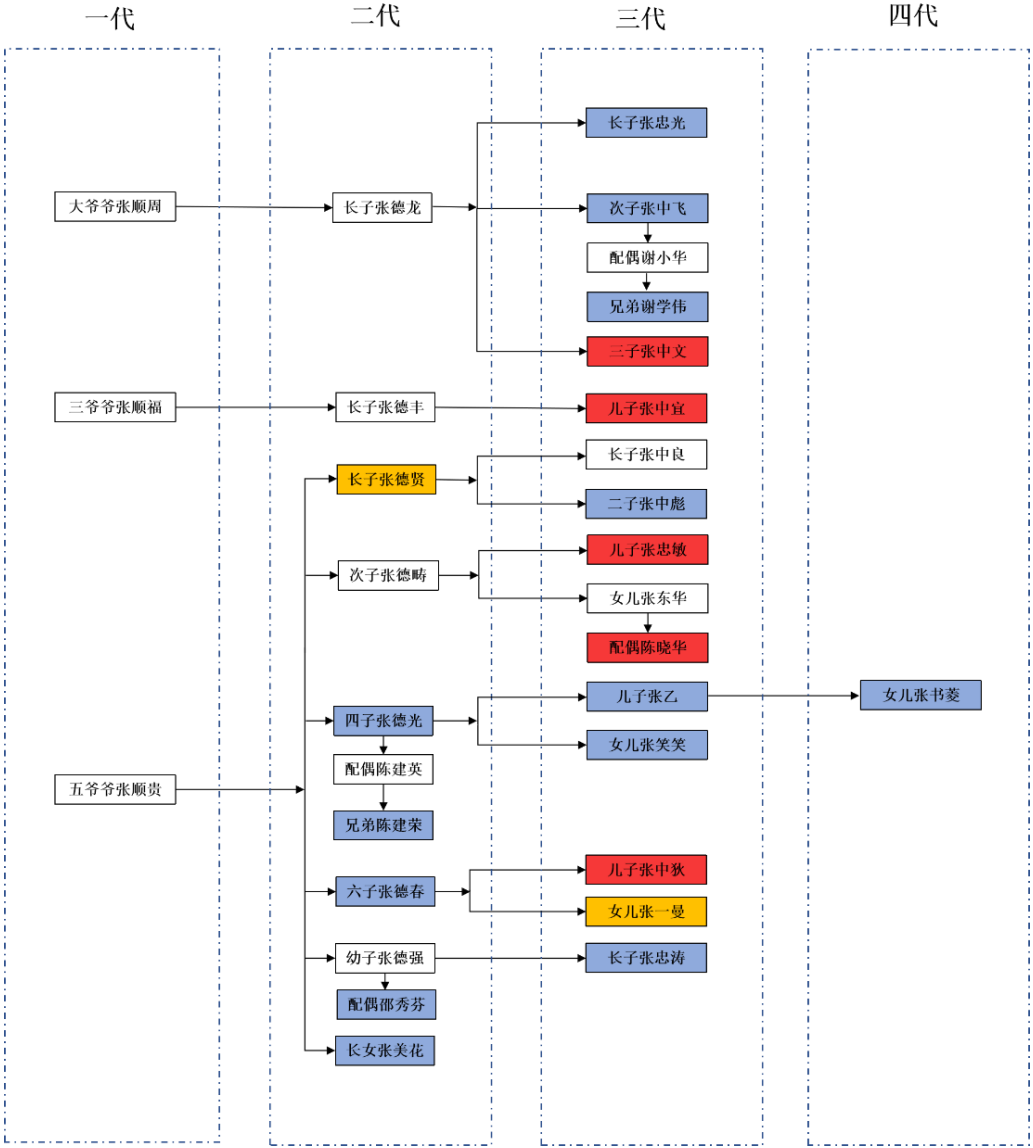 一代
二代
三代
四代
长子张忠光
大爷爷张顺周
长子张德龙
次子张中飞
配偶谢小华
兄弟谢学伟
三子张中文
三爷爷张顺福
长子张德丰
儿子张中宜
长子张中良
长子张德贤
二子张中彪
儿子张忠敏
次子张德畴
女儿张东华
配偶陈晓华
儿子张乙
女儿张书菱
四子张德光
女儿张笑笑
配偶陈建英
五爷爷张顺贵
兄弟陈建荣
儿子张中狄
六子张德春
女儿张一曼
幼子张德强
长子张忠涛
配偶邵秀芬
长女张美花